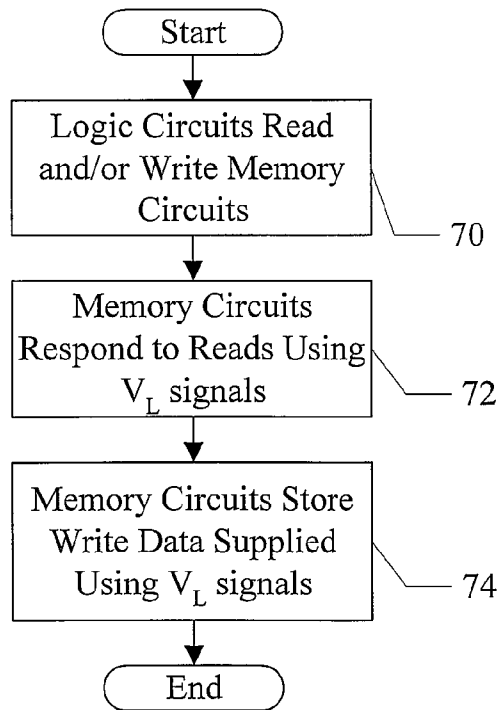 Start
Logic Circuits Read
and/or Write Memory
Circuits
70
Memory Circuits
Respond to Reads Using
V_L signals
72
Memory Circuits Store
Write Data Supplied
Using V_L signals
74
End